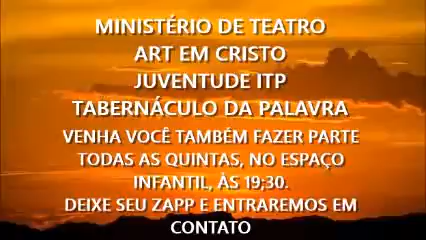 MINISTÉRIO DE TEATRO
ART EM CRISTO
JUVENTUDE ITP
TABERNÁCULO DA PALAVRA
VENHA VOCÊ TAMBÉM FAZER PARTE
TODAS AS QUINTAS, NO ESPAÇO
INFANTIL, ÀS 19;30.
DEIXE SEU ZAPP E ENTRAREMOS EM
CONTATO